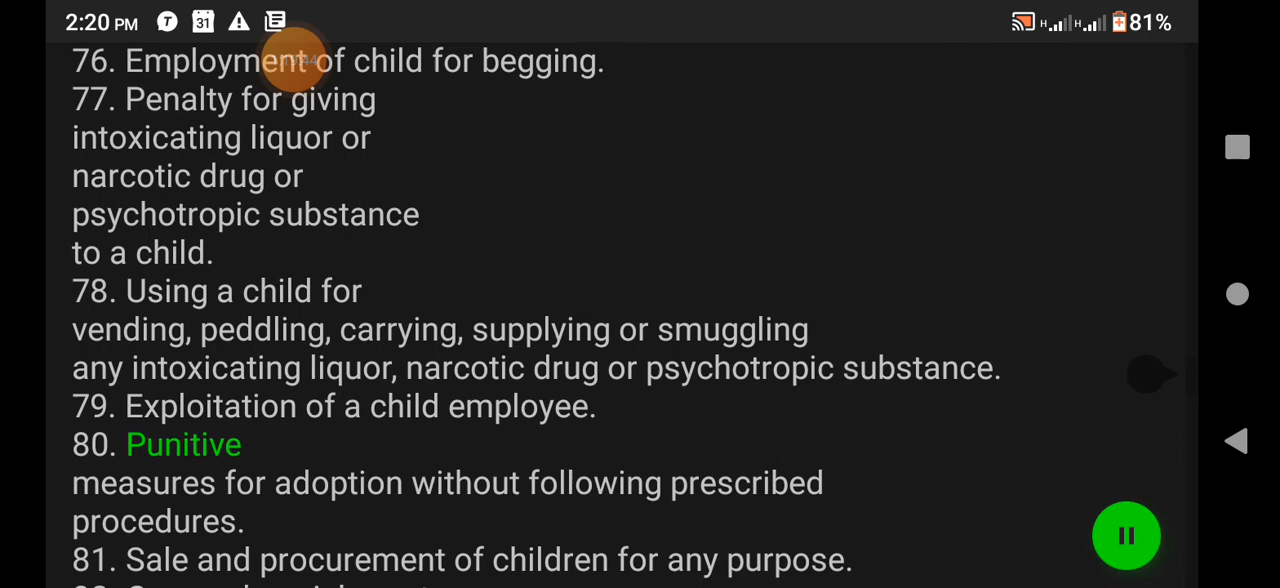 2:20 PM T 31 H H 81%
76. Employment of child for begging.
77. Penalty for giving
intoxicating liquor or
narcotic drug or
psychotropic substance
to a child.
78. Using a child for
vending, peddling, carrying, supplying or smuggling
any intoxicating liquor, narcotic drug or psychotropic substance.
79. Exploitation of a child employee.
80. Punitive
measures for adoption without following prescribed
procedures.
81. Sale and procurement of children for any purpose.